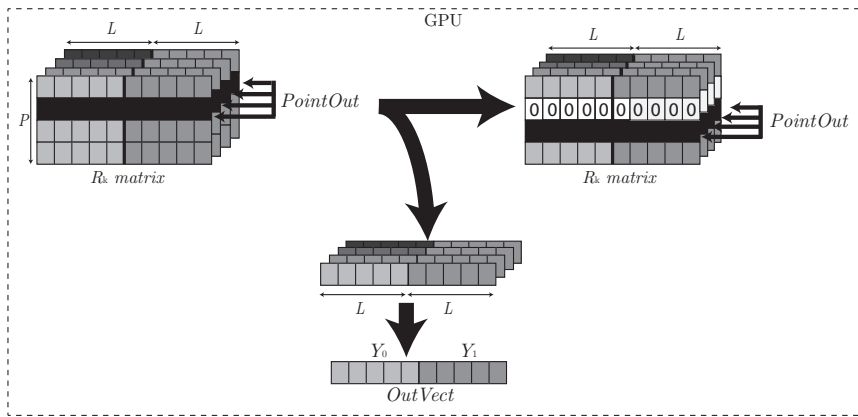 GPU
L L
P
PointOut
Rk matrix
L L
0 0 0 0 0 0 0 0 0 0
PointOut
Rk matrix
L L
Y0 Y1
OutVect